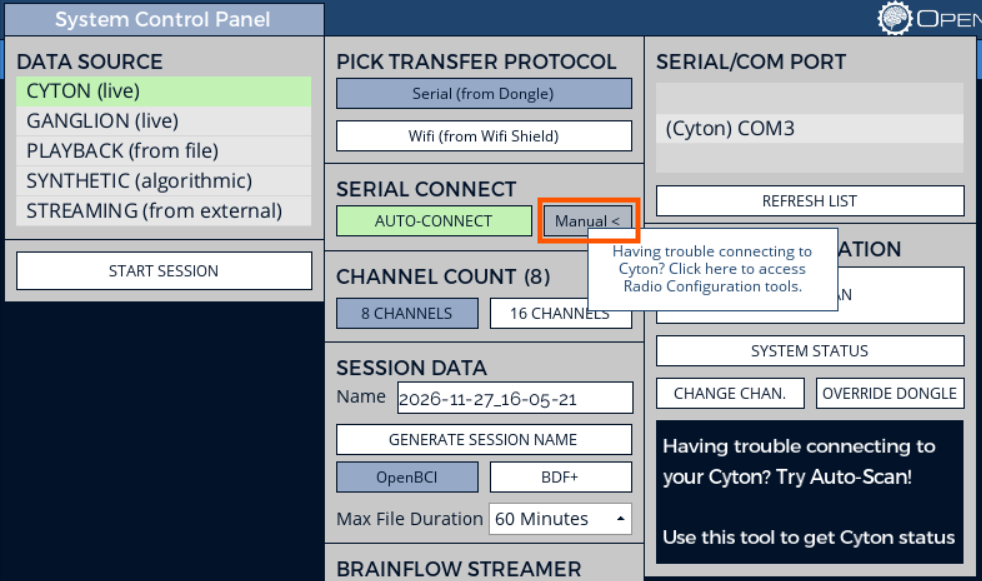 System Control Panel
OPEN
DATA SOURCE
CYTON (live)
GANGLION (live)
PLAYBACK (from file)
SYNTHETIC (algorithmic)
STREAMING (from external)
START SESSION
PICK TRANSFER PROTOCOL
Serial (from Dongle)
Wifi (from Wifi Shield)
SERIAL CONNECT
AUTO-CONNECT
Manual <
Having trouble connecting to
Cyton? Click here to access
Radio Configuration tools.
CHANNEL COUNT (8)
8 CHANNELS
16 CHANNELS
SESSION DATA
Name 2026-11-27_16-05-21
GENERATE SESSION NAME
OpenBCI
BDF+
Max File Duration 60 Minutes
BRAINFLOW STREAMER
SERIAL/COM PORT
(Cyton) COM3
REFRESH LIST
SYSTEM STATUS
CHANGE CHAN.
OVERRIDE DONGLE
Having trouble connecting to
your Cyton? Try Auto-Scan!
Use this tool to get Cyton status